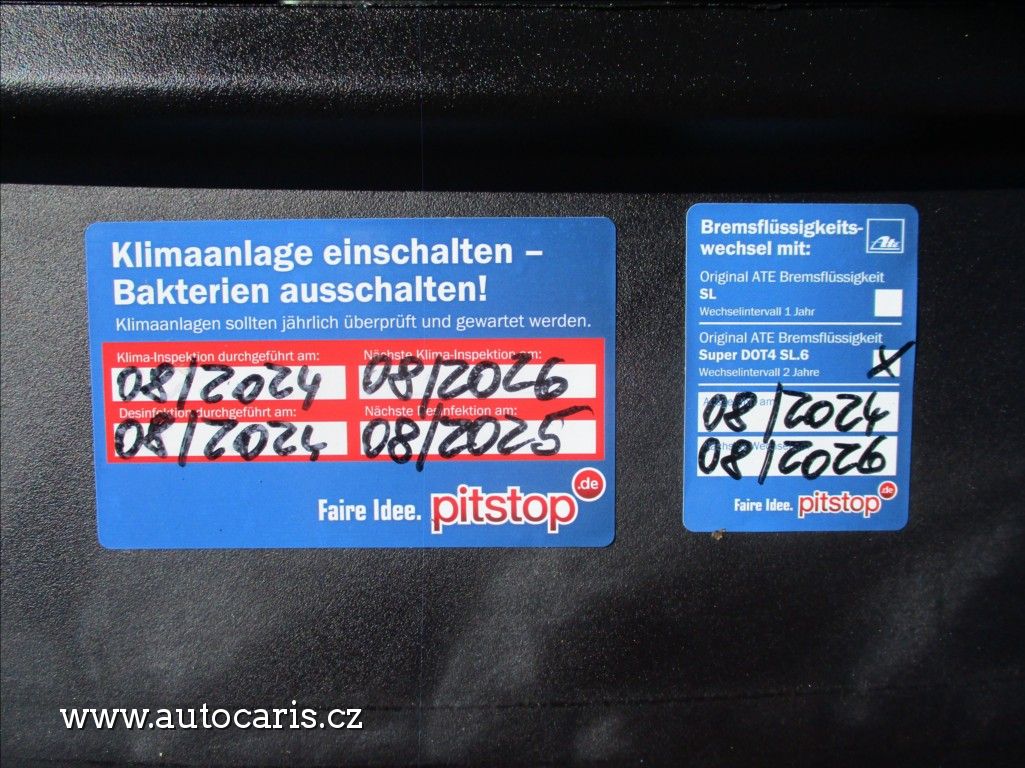 Klimaanlage einschalten –
Bakterien ausschalten!
Klimaanlagen sollten jährlich überprüft und gewartet werden.
Klima-Inspektion durchgeführt am: Nächste Klima-Inspektion am:
08/2024 08/2026
Desinfektion durchgeführt am: Nächste Desinfektion am:
08/2024 08/2025
Faire Idee. pitstop.de
Bremsflüssigkeits-
wechsel mit: Ate
Original ATE Bremsflüssigkeit
SL
Wechselintervall 1 Jahr
Original ATE Bremsflüssigkeit
Super DOT4 SL.6
Wechselintervall 2 Jahre X
am
08/2024
08/2026
Faire Idee. pitstop.de
www.autocaris.cz